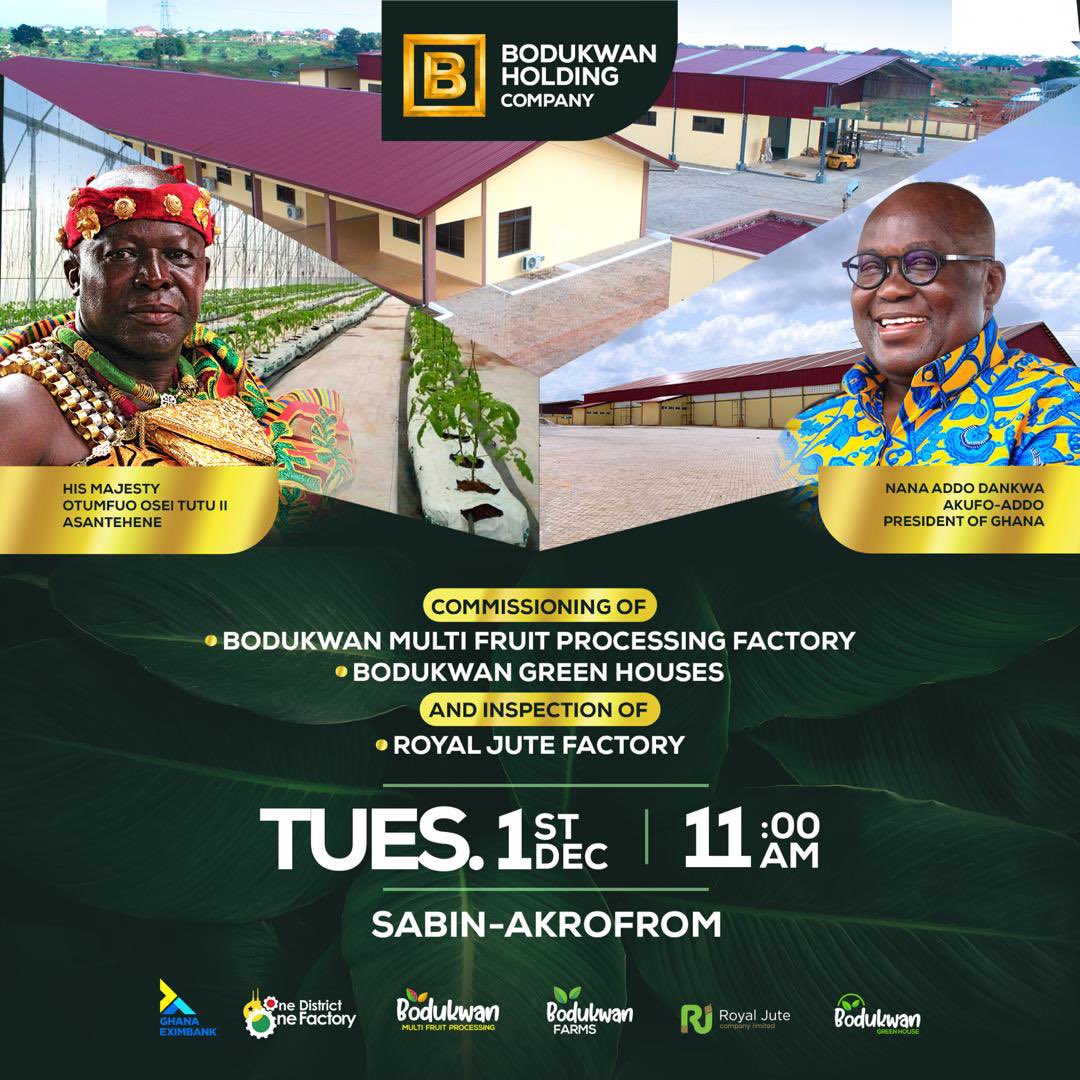 B
BODUKWAN
HOLDING
COMPANY
HIS MAJESTY
OTUMFUO OSEI TUTU II
ASANTEHENE
NANA ADDO DANKWA
AKUFO-ADDO
PRESIDENT OF GHANA
COMMISSIONING OF
BODUKWAN MULTI FRUIT PROCESSING FACTORY
BODUKWAN GREEN HOUSES
AND INSPECTION OF
ROYAL JUTE FACTORY
TUES. 1ST DEC | 11:00 AM
SABIN-AKROFROM
GHANA
EXIMBANK
One District
One Factory
Bodukwan
MULTI FRUIT PROCESSING
Bodukwan
FARMS
RJ
Royal Jute
company limited
Bodukwan
GREEN HOUSE